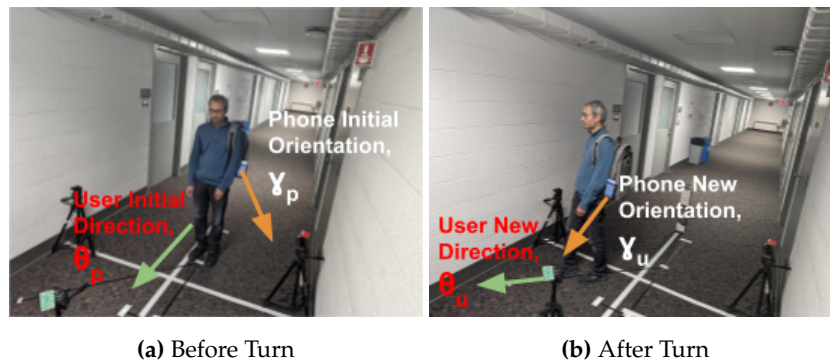 Phone Initial
Orientation,
γp
User Initial
Direction,
θp
Phone New
Orientation,
γu
User New
Direction,
θu
(a) Before Turn
(b) After Turn